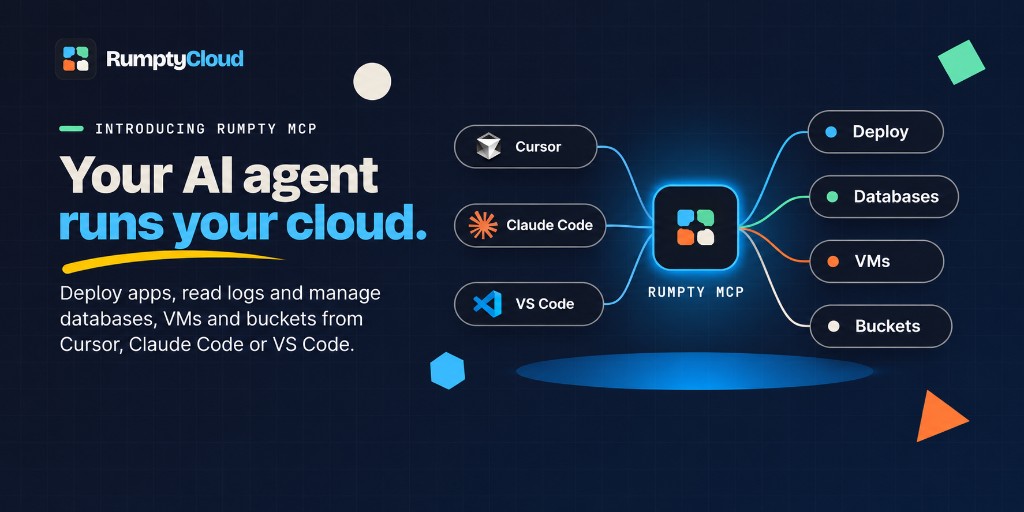 RumptyCloud
INTRODUCING RUMPTY MCP
Your AI agent
runs your cloud.
Deploy apps, read logs and manage
databases, VMs and buckets from
Cursor, Claude Code or VS Code.
Cursor
Claude Code
VS Code
RUMPTY MCP
Deploy
Databases
VMs
Buckets